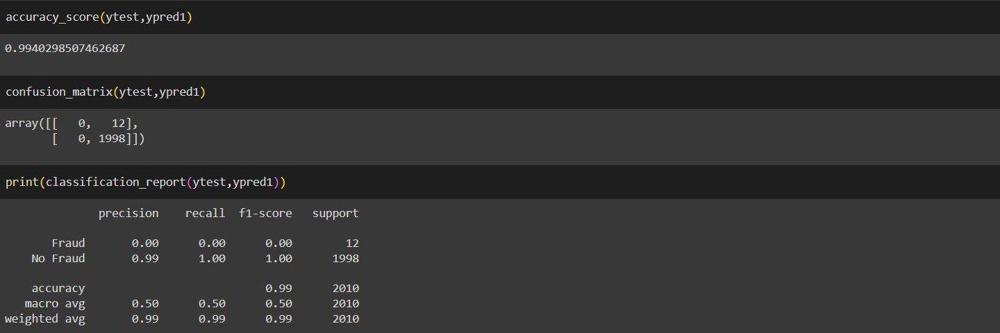 accuracy_score(ytest,ypred1)
0.9940298507462687
confusion_matrix(ytest,ypred1)
array([[   0,   12],
       [   0, 1998]])
print(classification_report(ytest,ypred1))
              precision    recall  f1-score   support
       Fraud       0.00      0.00      0.00        12
    No Fraud       0.99      1.00      1.00      1998
    accuracy                           0.99      2010
   macro avg       0.50      0.50      0.50      2010
weighted avg       0.99      0.99      0.99      2010